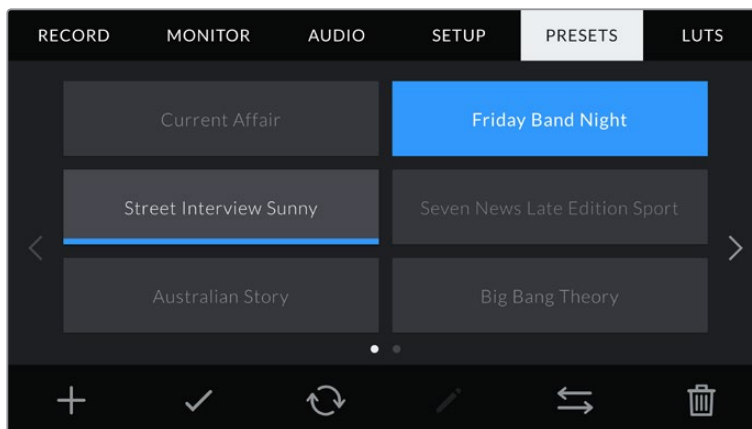 RECORD MONITOR AUDIO SETUP PRESETS LUTS
Current Affair Friday Band Night
Street Interview Sunny Seven News Late Edition Sport
Australian Story Big Bang Theory